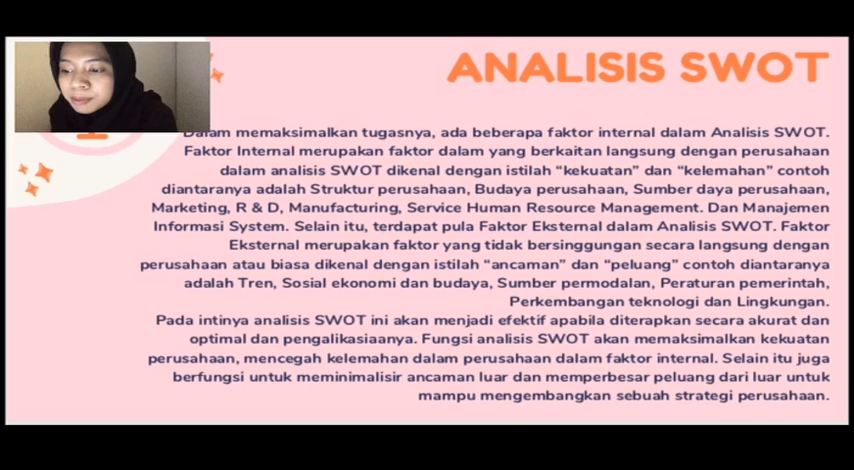 ANALISIS SWOT
Dalam memaksimalkan tugasnya, ada beberapa faktor internal dalam Analisis SWOT.
Faktor Internal merupakan faktor dalam yang berkaitan langsung dengan perusahaan
dalam analisis SWOT dikenal dengan istilah “kekuatan” dan “kelemahan” contoh
diantaranya adalah Struktur perusahaan, Budaya perusahaan, Sumber daya perusahaan,
Marketing, R & D, Manufacturing, Service Human Resource Management. Dan Manajemen
Informasi System. Selain itu, terdapat pula Faktor Eksternal dalam Analisis SWOT. Faktor
Eksternal merupakan faktor yang tidak bersinggungan secara langsung dengan
perusahaan atau biasa dikenal dengan istilah “ancaman” dan “peluang” contoh diantaranya
adalah Tren, Sosial ekonomi dan budaya, Sumber permodalan, Peraturan pemerintah,
Perkembangan teknologi dan Lingkungan.
Pada intinya analisis SWOT ini akan menjadi efektif apabila diterapkan secara akurat dan
optimal dan pengalikasiaanya. Fungsi analisis SWOT akan memaksimalkan kekuatan
perusahaan, mencegah kelemahan dalam perusahaan dalam faktor internal. Selain itu juga
berfungsi untuk meminimalisir ancaman luar dan memperbesar peluang dari luar untuk
mampu mengembangkan sebuah strategi perusahaan.